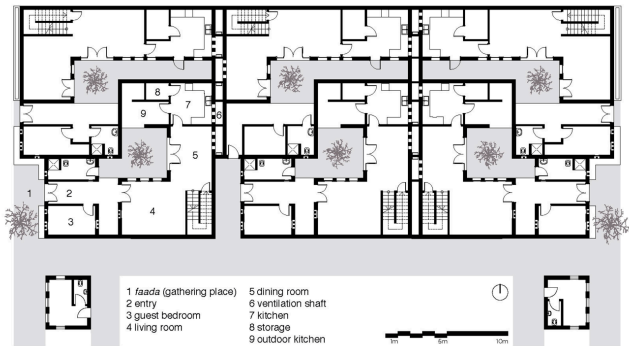 8
7
9
6
5
1
2
4
3
1 faada (gathering place)
2 entry
3 guest bedroom
4 living room
5 dining room
6 ventilation shaft
7 kitchen
8 storage
9 outdoor kitchen
1m 5m 10m